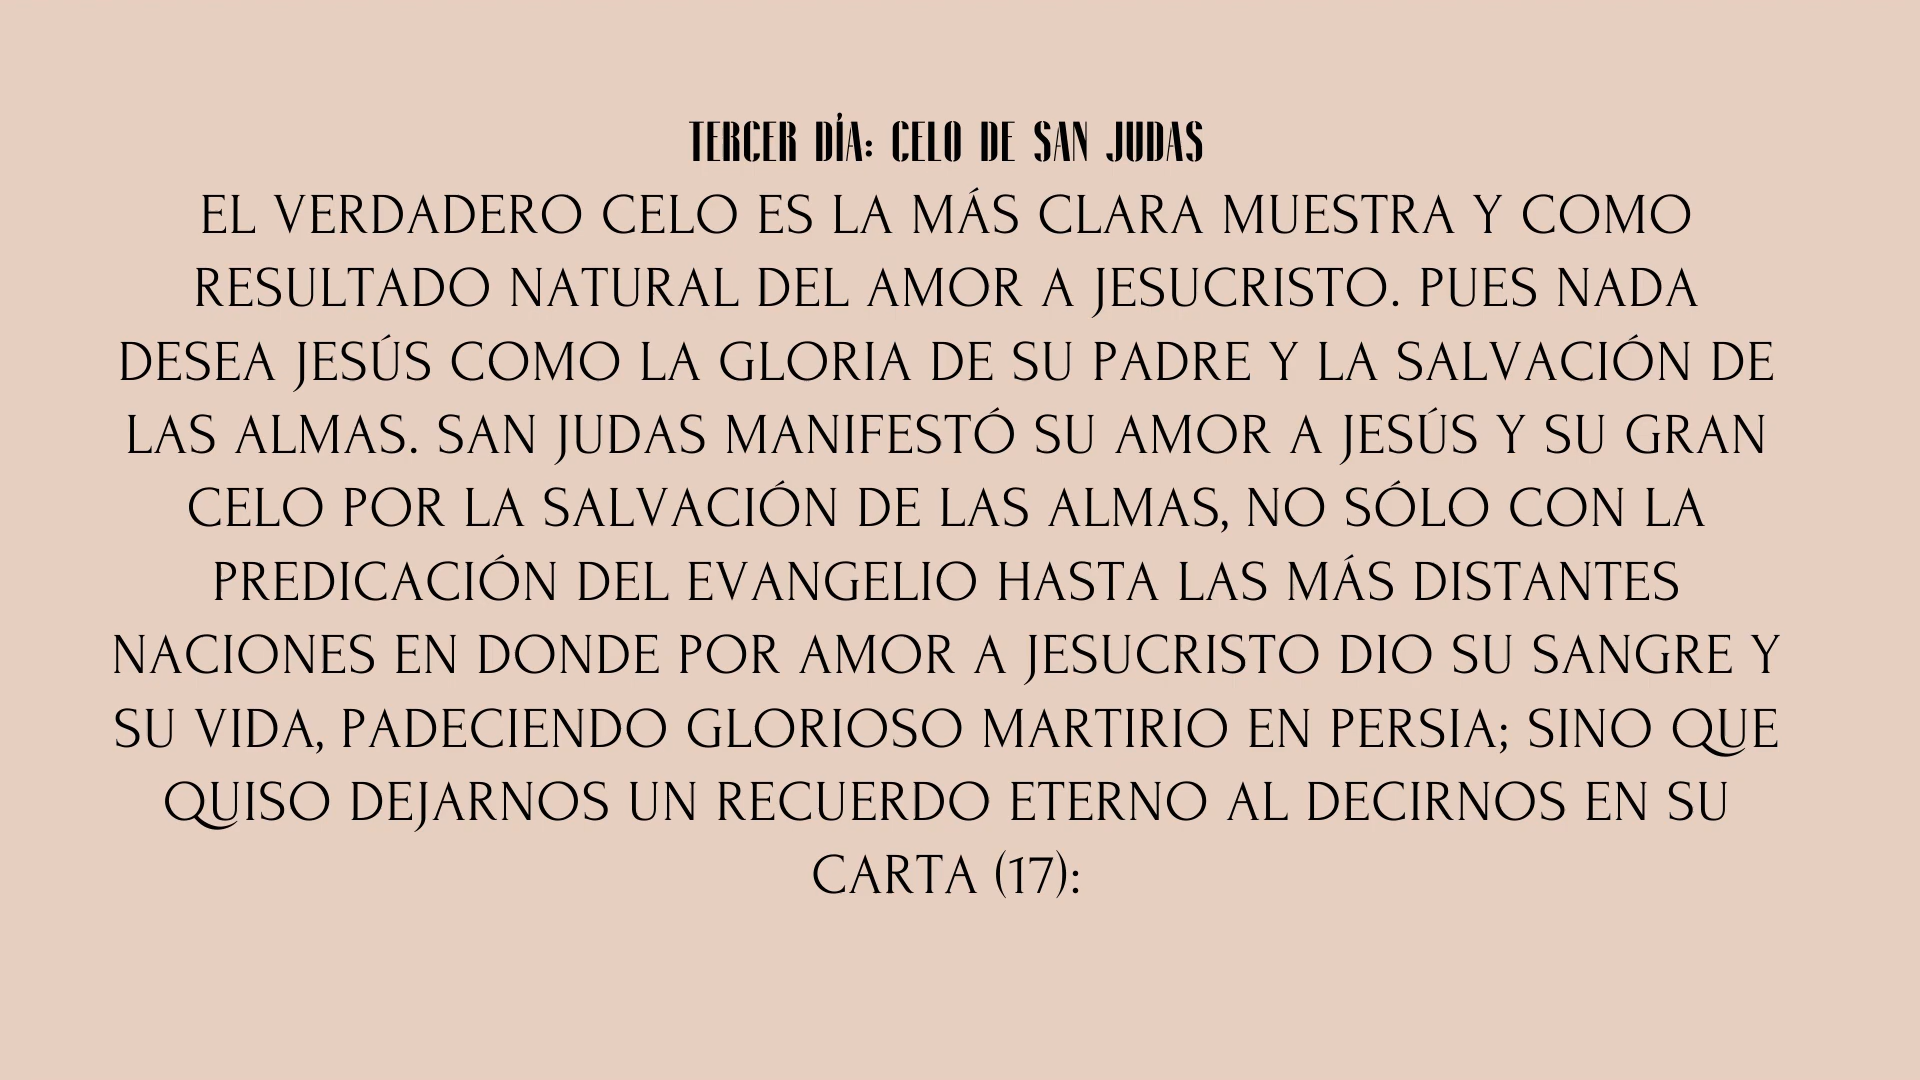 TERCER DÍA: CELO DE SAN JUDAS
EL VERDADERO CELO ES LA MÁS CLARA MUESTRA Y COMO
RESULTADO NATURAL DEL AMOR A JESUCRISTO. PUES NADA
DESEA JESÚS COMO LA GLORIA DE SU PADRE Y LA SALVACIÓN DE
LAS ALMAS. SAN JUDAS MANIFESTÓ SU AMOR A JESÚS Y SU GRAN
CELO POR LA SALVACIÓN DE LAS ALMAS, NO SÓLO CON LA
PREDICACIÓN DEL EVANGELIO HASTA LAS MÁS DISTANTES
NACIONES EN DONDE POR AMOR A JESUCRISTO DIO SU SANGRE Y
SU VIDA, PADECIENDO GLORIOSO MARTIRIO EN PERSIA; SINO QUE
QUISO DEJARNOS UN RECUERDO ETERNO AL DECIRNOS EN SU
CARTA (17):